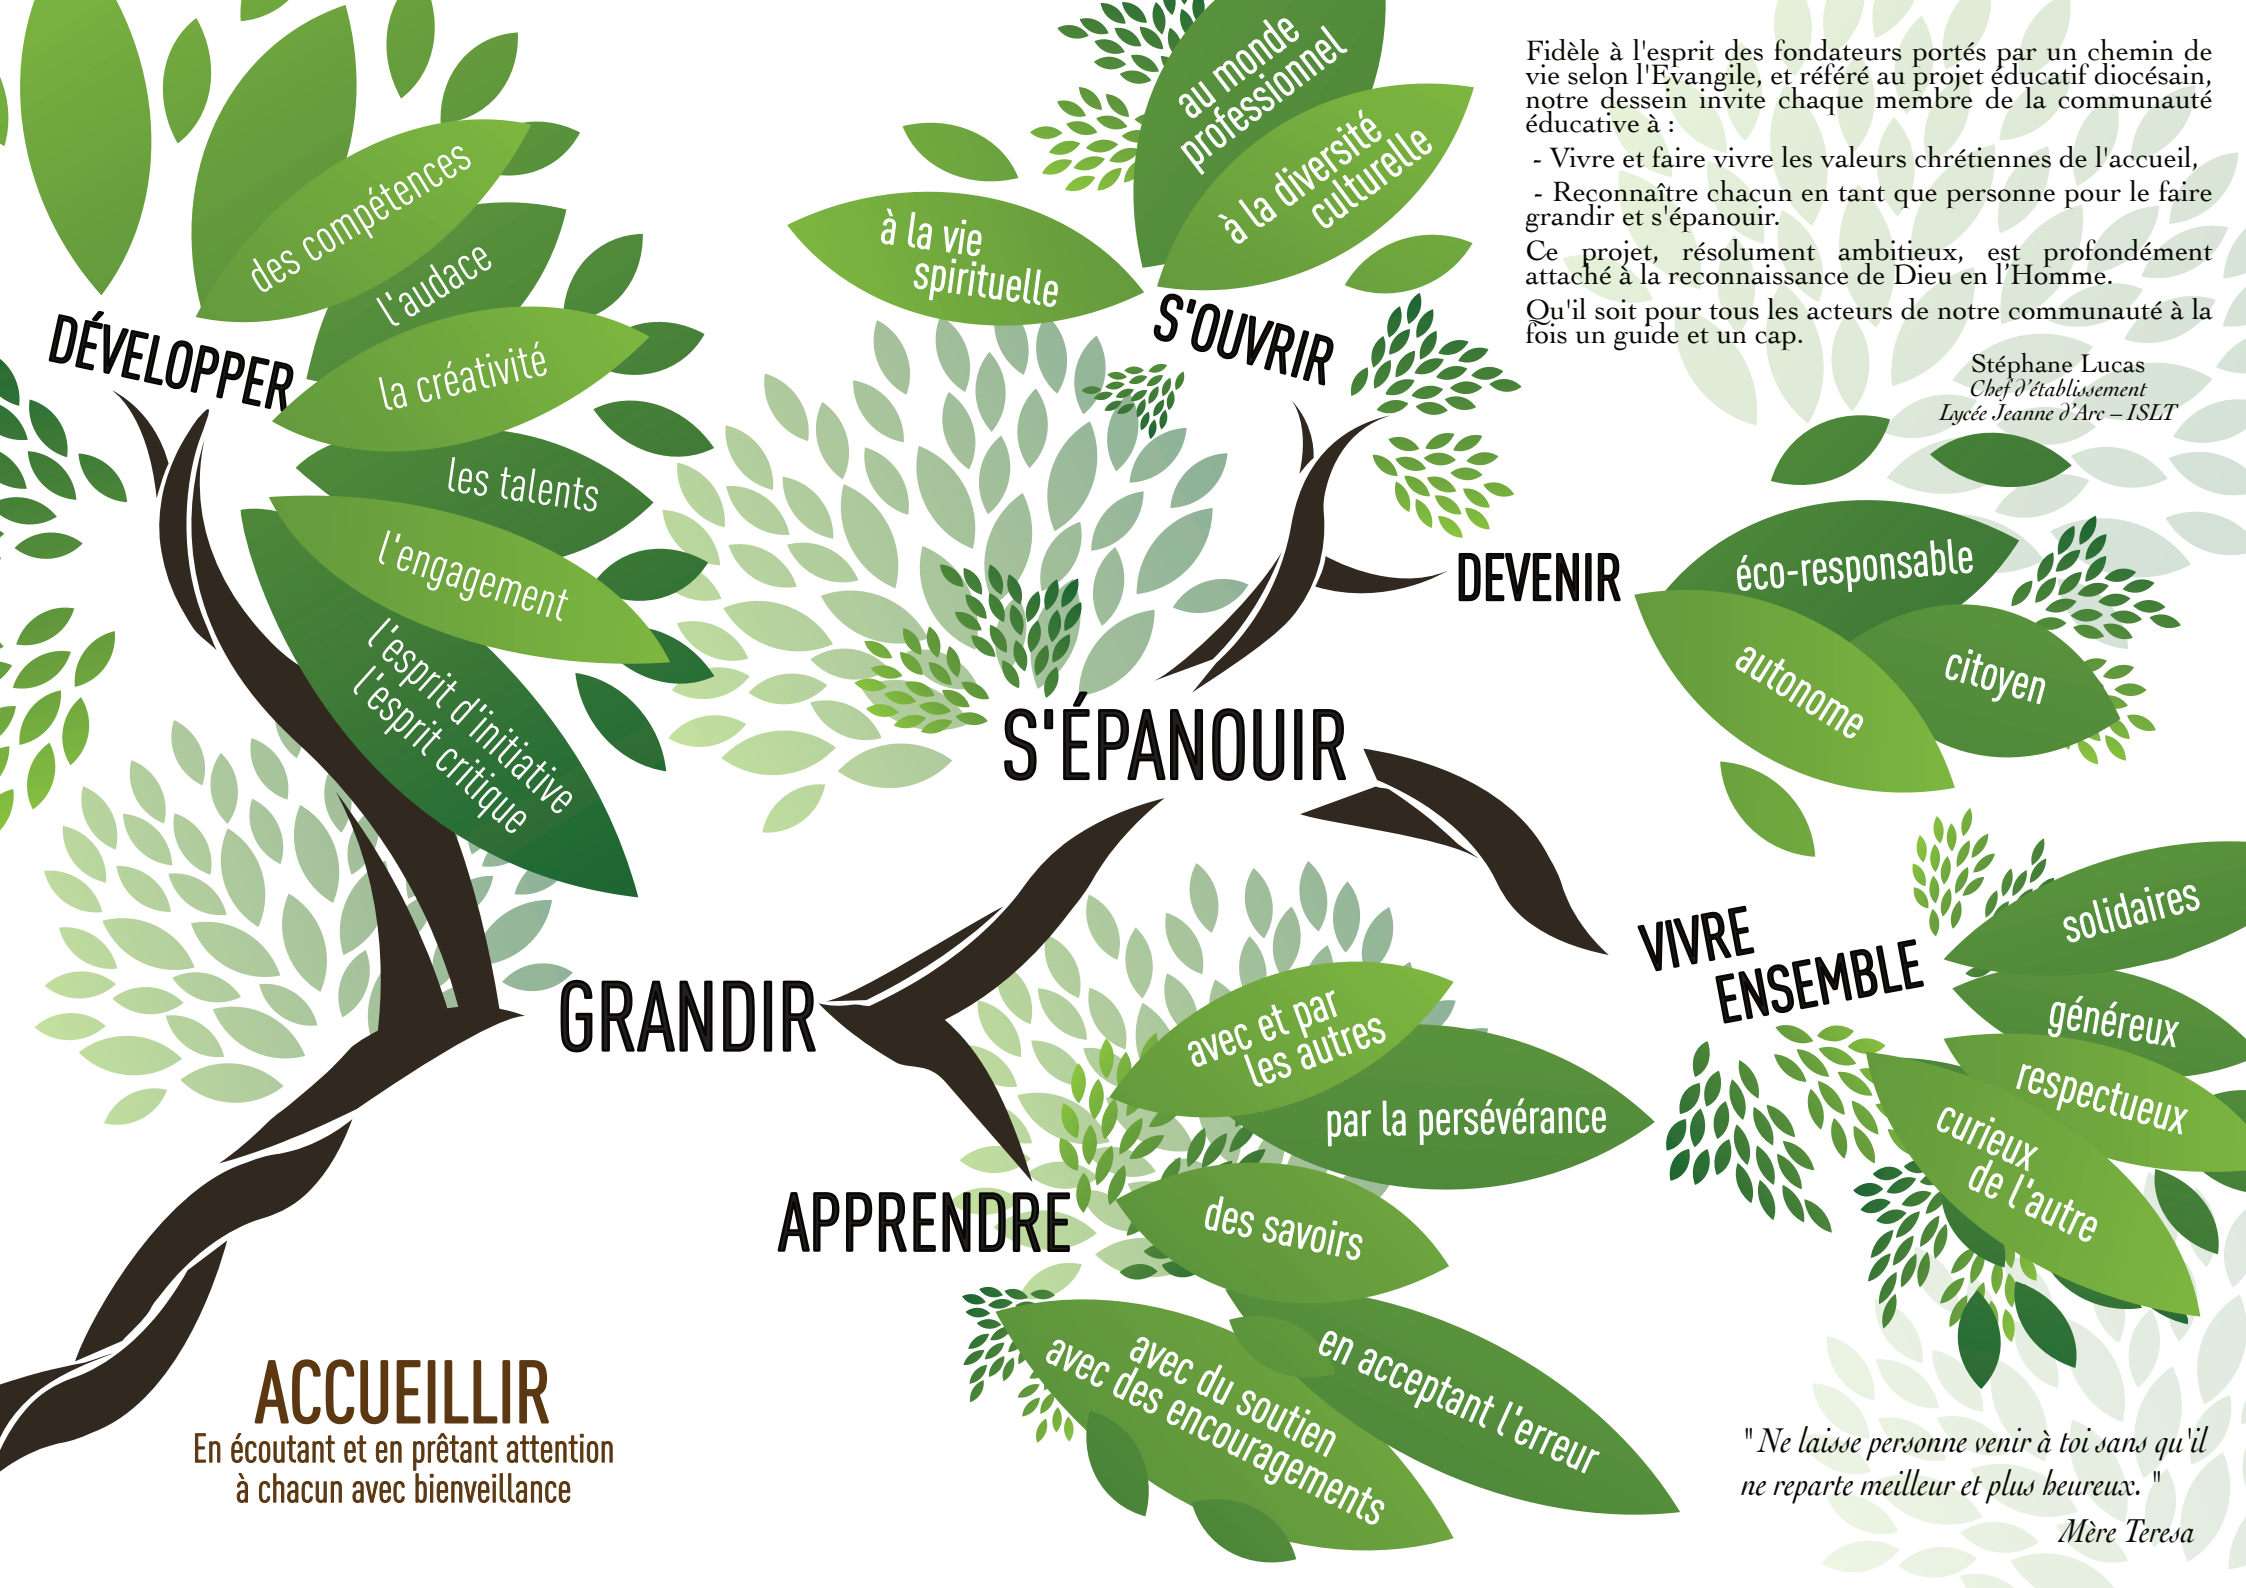 Fidèle à l'esprit des fondateurs portés par un chemin de
vie selon l'Evangile, et référé au projet éducatif diocésain,
notre dessein invite chaque membre de la communauté
éducative à :
- Vivre et faire vivre les valeurs chrétiennes de l'accueil,
- Reconnaître chacun en tant que personne pour le faire
grandir et s'épanouir.
Ce projet, résolument ambitieux, est profondément
attaché à la reconnaissance de Dieu en l’Homme.
Qu'il soit pour tous les acteurs de notre communauté à la
fois un guide et un cap.
Stéphane Lucas
Chef d’établissement
Lycée Jeanne d’Arc – ISLT
DÉVELOPPER
des compétences
l'audace
la créativité
les talents
l'engagement
l'esprit d'initiative
l'esprit critique
S'OUVRIR
au monde
professionnel
à la diversité
culturelle
à la vie
spirituelle
DEVENIR
éco-responsable
autonome
citoyen
S'ÉPANOUIR
VIVRE
ENSEMBLE
solidaires
généreux
respectueux
curieux
de l'autre
GRANDIR
APPRENDRE
avec et par
les autres
par la persévérance
des savoirs
en acceptant l'erreur
avec du soutien
avec des encouragements
ACCUEILLIR
En écoutant et en prêtant attention
à chacun avec bienveillance
" Ne laisse personne venir à toi sans qu'il
ne reparte meilleur et plus heureux. "
Mère Teresa